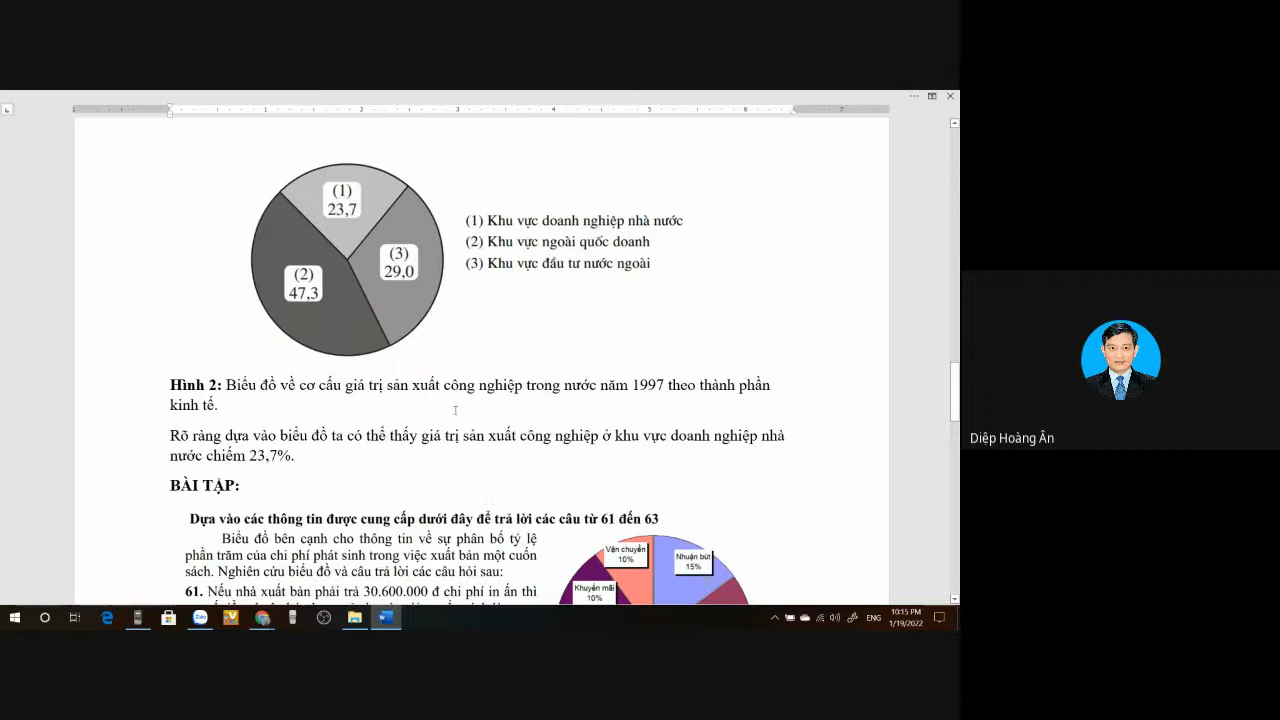 (1)
23,7
(3)
29,0
(2)
47,3
(1) Khu vực doanh nghiệp nhà nước
(2) Khu vực ngoài quốc doanh
(3) Khu vực đầu tư nước ngoài
Hình 2: Biểu đồ về cơ cấu giá trị sản xuất công nghiệp trong nước năm 1997 theo thành phần
kinh tế.
Rõ ràng dựa vào biểu đồ ta có thể thấy giá trị sản xuất công nghiệp ở khu vực doanh nghiệp nhà
nước chiếm 23,7%.
BÀI TẬP:
Dựa vào các thông tin được cung cấp dưới đây để trả lời các câu từ 61 đến 63
Biểu đồ bên cạnh cho thông tin về sự phân bố tỷ lệ
phần trăm của chi phí phát sinh trong việc xuất bản một cuốn
sách. Nghiên cứu biểu đồ và câu trả lời các câu hỏi sau:
61. Nếu nhà xuất bản phải trả 30.600.000 đ chi phí in ấn thì
Vận chuyển
10%
Nhuận bút
15%
Khuyến mãi
10%
Diệp Hoàng Ân
Zalo
ENG
10:15 PM
1/19/2022
1
2
3
4
5
6
7